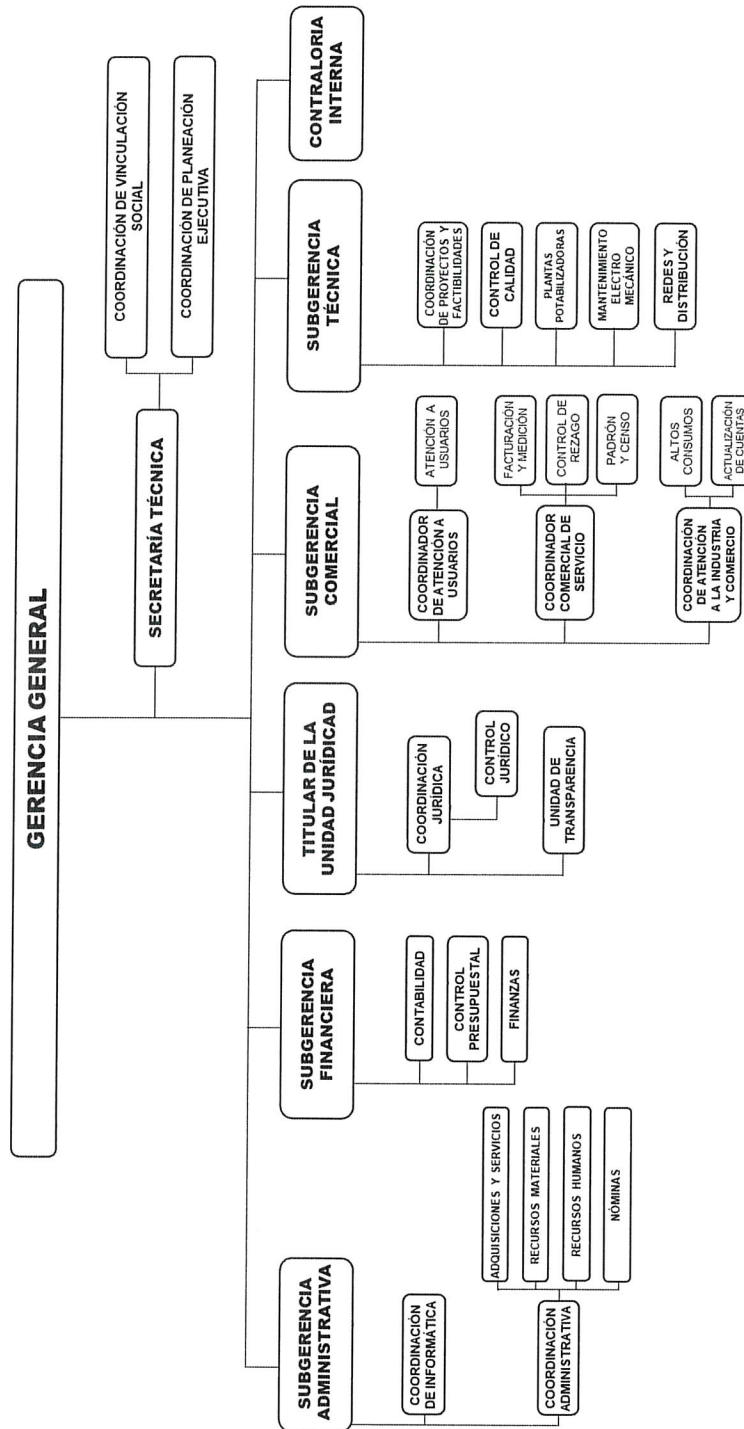 GERENCIA GENERAL
SECRETARÍA TÉCNICA
COORDINACIÓN DE VINCULACIÓN
SOCIAL
COORDINACIÓN DE PLANEACIÓN
EJECUTIVA
SUBGERENCIA
ADMINISTRATIVA
COORDINACIÓN
DE INFORMÁTICA
COORDINACIÓN
ADMINISTRATIVA
ADQUISICIONES Y SERVICIOS
RECURSOS MATERIALES
RECURSOS HUMANOS
NÓMINAS
SUBGERENCIA
FINANCIERA
CONTABILIDAD
CONTROL
PRESUPUESTAL
FINANZAS
TITULAR DE LA
UNIDAD JURÍDICAD
COORDINACIÓN
JURÍDICA
CONTROL
JURÍDICO
UNIDAD DE
TRANSPARENCIA
SUBGERENCIA
COMERCIAL
COORDINADOR
DE ATENCIÓN A
USUARIOS
ATENCIÓN A
USUARIOS
COORDINADOR
COMERCIAL DE
SERVICIO
FACTURACIÓN
Y MEDICIÓN
CONTROL DE
REZAGO
PADRÓN
Y CENSO
COORDINACIÓN
DE ATENCIÓN
A LA INDUSTRIA
Y COMERCIO
ALTOS
CONSUMOS
ACTUALIZACIÓN
DE CUENTAS
SUBGERENCIA
TÉCNICA
COORDINACIÓN
DE PROYECTOS Y
FACTIBILIDADES
CONTROL DE
CALIDAD
PLANTAS
POTABILIZADORAS
MANTENIMIENTO
ELECTRO
MECÁNICO
REDES Y
DISTRIBUCIÓN
CONTRALORIA
INTERNA